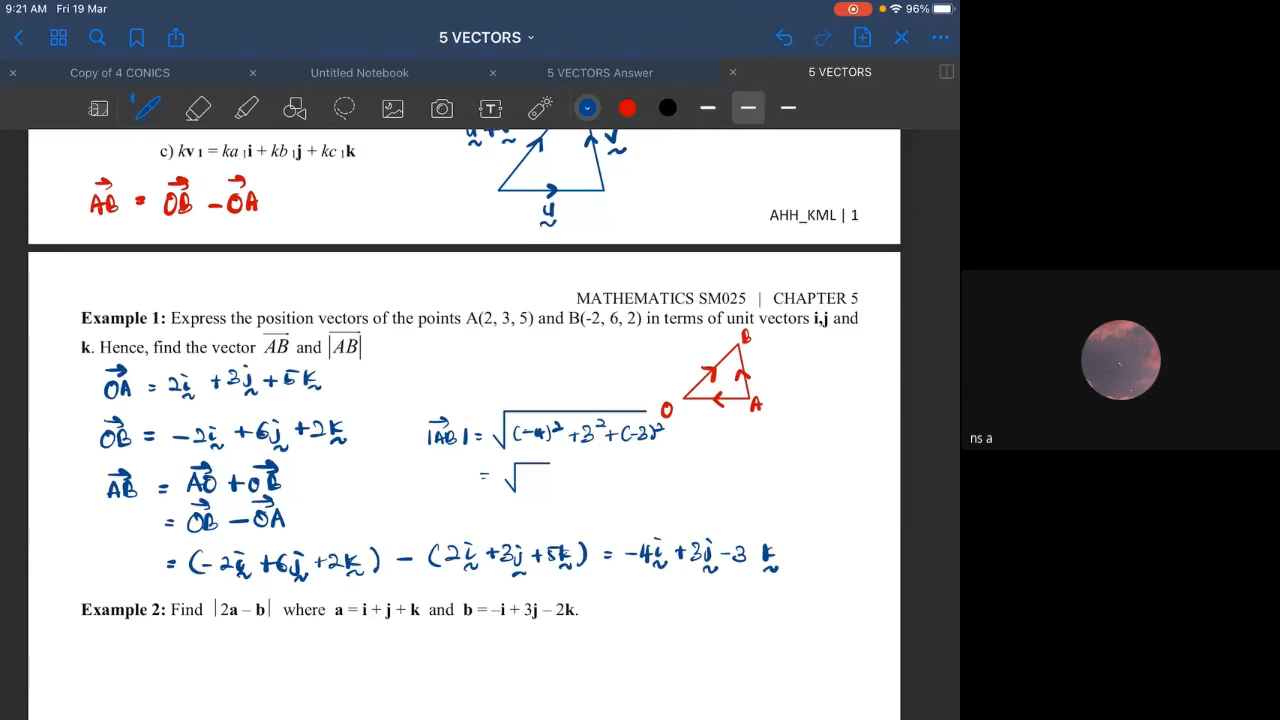 9:21 AM Fri 19 Mar
96%
5 VECTORS
Copy of 4 CONICS
Untitled Notebook
5 VECTORS Answer
5 VECTORS
c) kv₁ = ka₁i + kb₁j + kc₁k
v
u
AB = OB − OA
AHH_KML | 1
MATHEMATICS SM025 | CHAPTER 5
Example 1: Express the position vectors of the points A(2, 3, 5) and B(-2, 6, 2) in terms of unit vectors i,j and
k. Hence, find the vector AB and |AB|
B
O
A
OA = 2i + 3j + 5k
OB = −2i + 6j + 2k
|AB| = √(−4)² + 3² + (−3)²
= √
AB = AO + OB
= OB − OA
= (−2i + 6j + 2k) − (2i + 3j + 5k) = −4i + 3j − 3 k
Example 2: Find |2a – b| where a = i + j + k and b = –i + 3j – 2k.
ns a